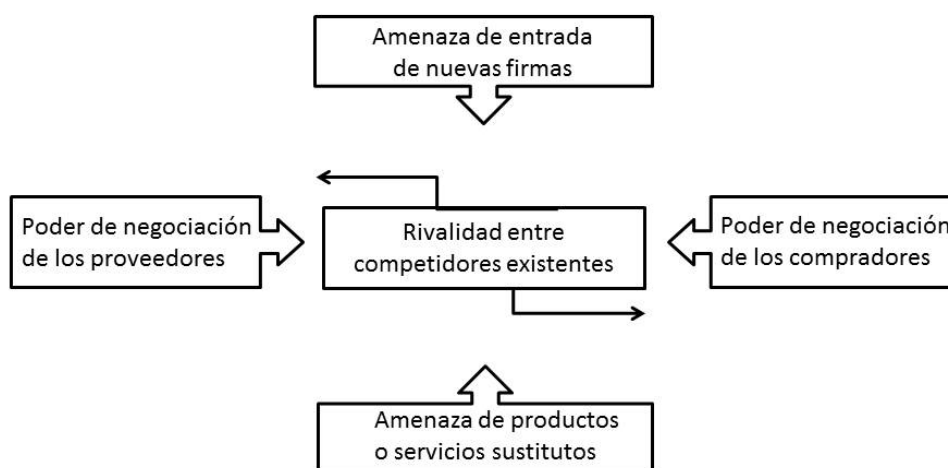 Amenaza de entrada
de nuevas firmas
Poder de negociación
de los proveedores
Rivalidad entre
competidores existentes
Poder de negociación
de los compradores
Amenaza de productos
o servicios sustitutos